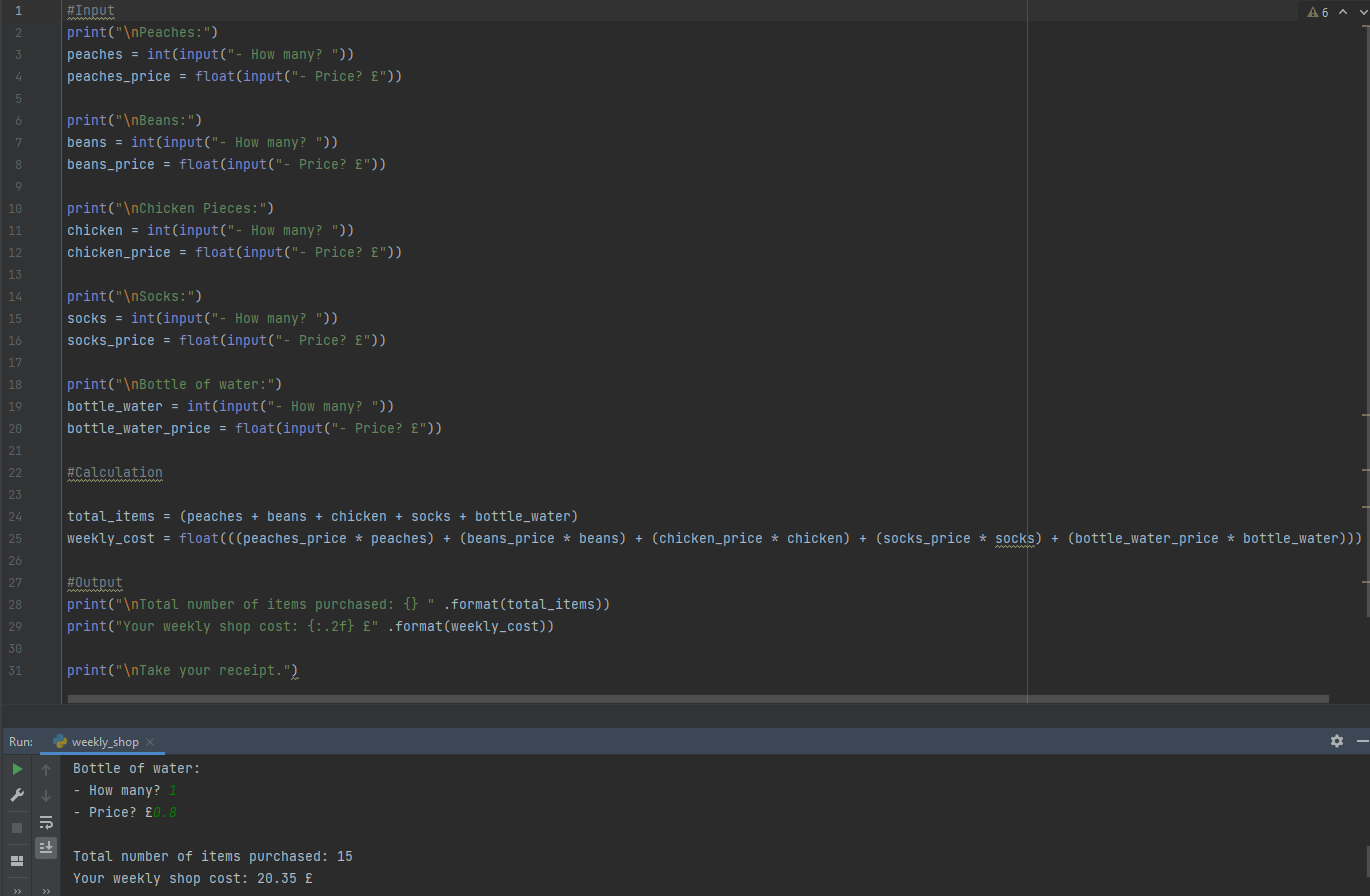 1 #Input 6
2 print("\nPeaches:")
3 peaches = int(input("- How many? "))
4 peaches_price = float(input("- Price? £"))
5
6 print("\nBeans:")
7 beans = int(input("- How many? "))
8 beans_price = float(input("- Price? £"))
9
10 print("\nChicken Pieces:")
11 chicken = int(input("- How many? "))
12 chicken_price = float(input("- Price? £"))
13
14 print("\nSocks:")
15 socks = int(input("- How many? "))
16 socks_price = float(input("- Price? £"))
17
18 print("\nBottle of water:")
19 bottle_water = int(input("- How many? "))
20 bottle_water_price = float(input("- Price? £"))
21
22 #Calculation
23
24 total_items = (peaches + beans + chicken + socks + bottle_water)
25 weekly_cost = float(((peaches_price * peaches) + (beans_price * beans) + (chicken_price * chicken) + (socks_price * socks) + (bottle_water_price * bottle_water)))
26
27 #Output
28 print("\nTotal number of items purchased: {} " .format(total_items))
29 print("Your weekly shop cost: {:.2f} £" .format(weekly_cost))
30
31 print("\nTake your receipt.")
Run: weekly_shop
Bottle of water:
- How many? 1
- Price? £0.8
Total number of items purchased: 15
Your weekly shop cost: 20.35 £